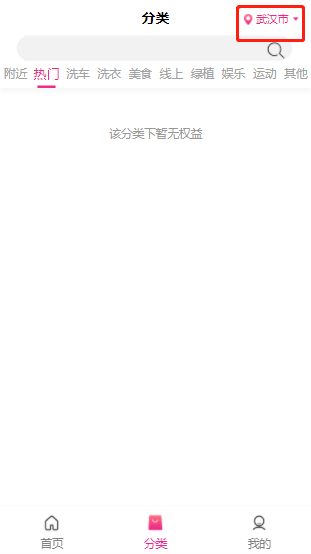 分类
武汉市
附近 热门 洗车 洗衣 美食 线上 绿植 娱乐 运动 其他
该分类下暂无权益
首页 分类 我的